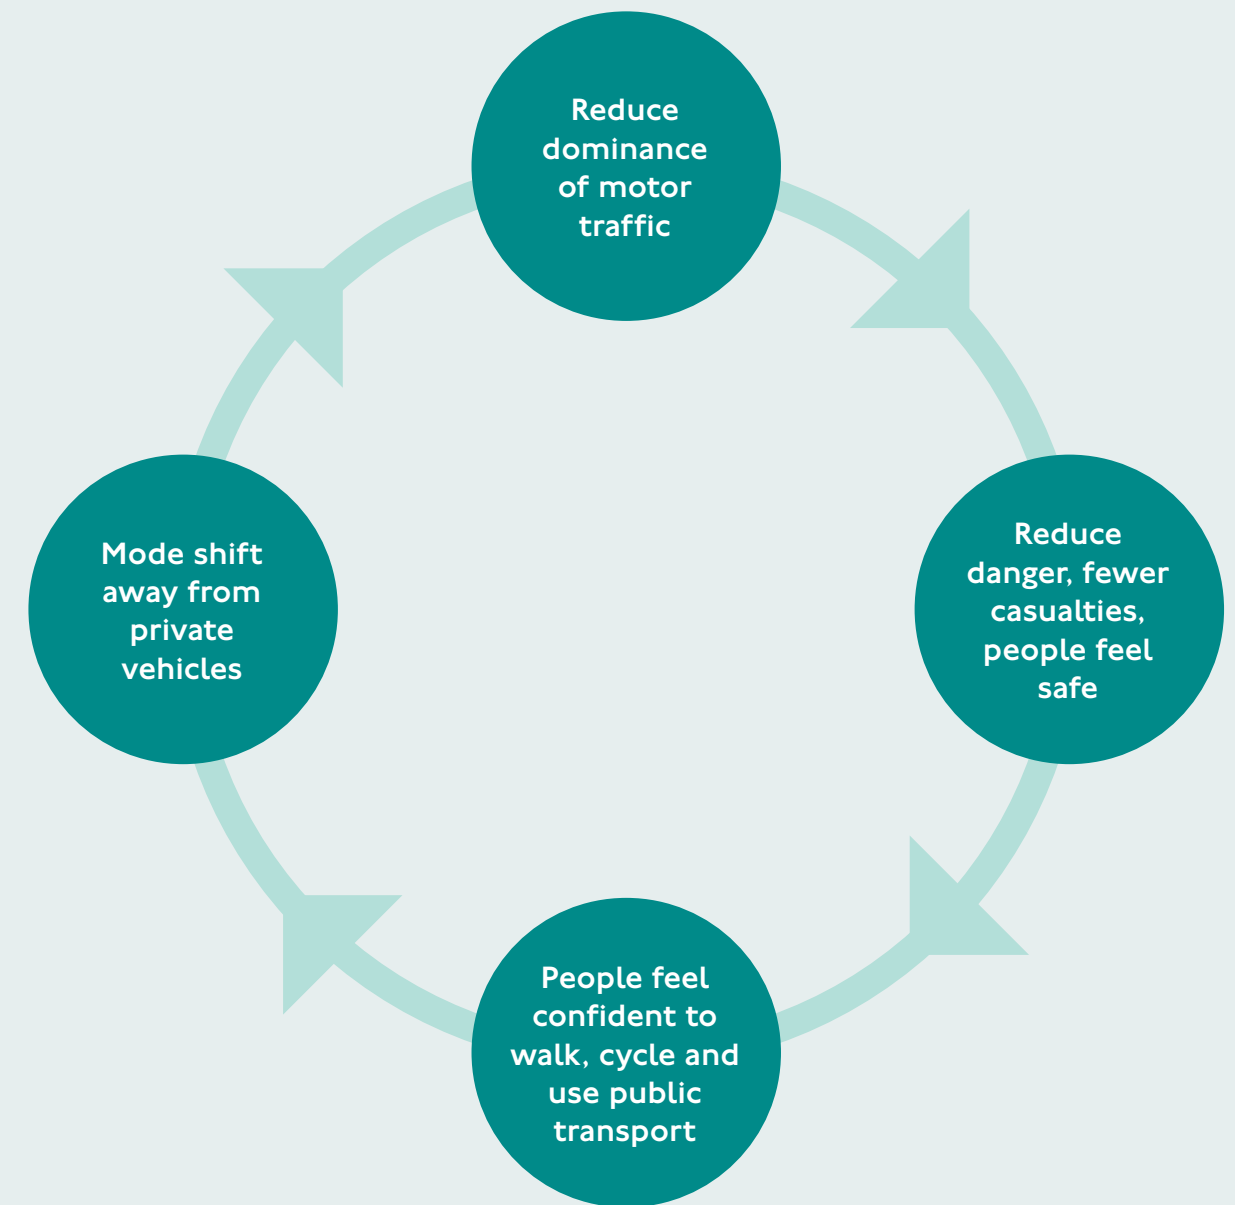 Reduce
dominance
of motor
traffic
Mode shift
away from
private
vehicles
Reduce
danger, fewer
casualties,
people feel
safe
People feel
confident to
walk, cycle and
use public
transport